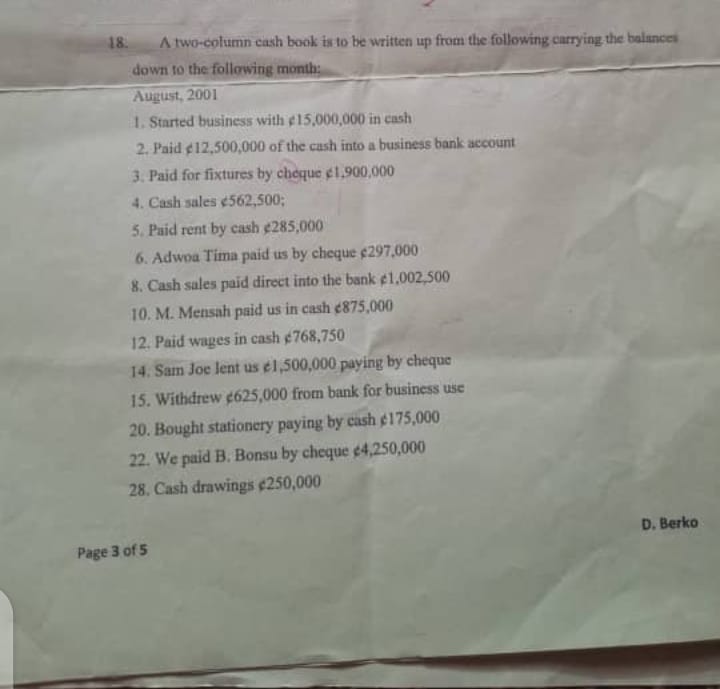 18. A two-column cash book is to be written up from the following carrying the balances
down to the following month:
August, 2001
1. Started business with ¢15,000,000 in cash
2. Paid ¢12,500,000 of the cash into a business bank account
3. Paid for fixtures by cheque ¢1,900,000
4. Cash sales ¢562,500;
5. Paid rent by cash ¢285,000
6. Adwoa Tima paid us by cheque ¢297,000
8. Cash sales paid direct into the bank ¢1,002,500
10. M. Mensah paid us in cash ¢875,000
12. Paid wages in cash ¢768,750
14. Sam Joe lent us ¢1,500,000 paying by cheque
15. Withdrew ¢625,000 from bank for business use
20. Bought stationery paying by cash ¢175,000
22. We paid B. Bonsu by cheque ¢4,250,000
28. Cash drawings ¢250,000
D. Berko
Page 3 of 5